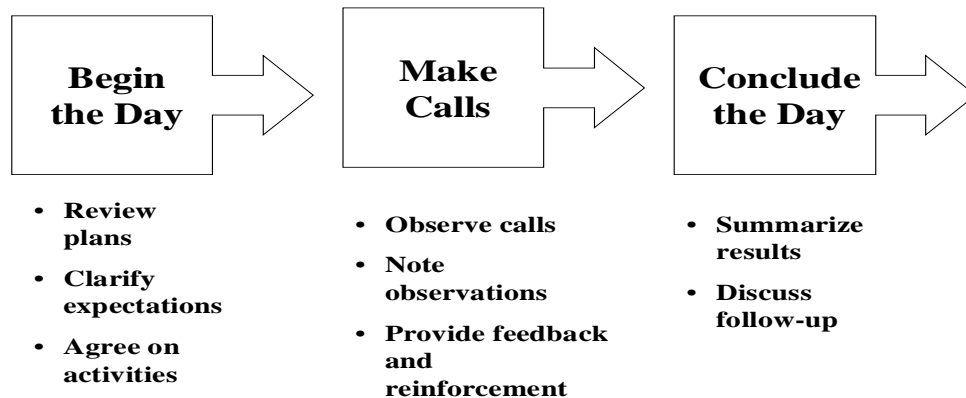 Begin
the Day
Make
Calls
Conclude
the Day
• Review
plans
• Clarify
expectations
• Agree on
activities
• Observe calls
• Note
observations
• Provide feedback
and
reinforcement
• Summarize
results
• Discuss
follow-up